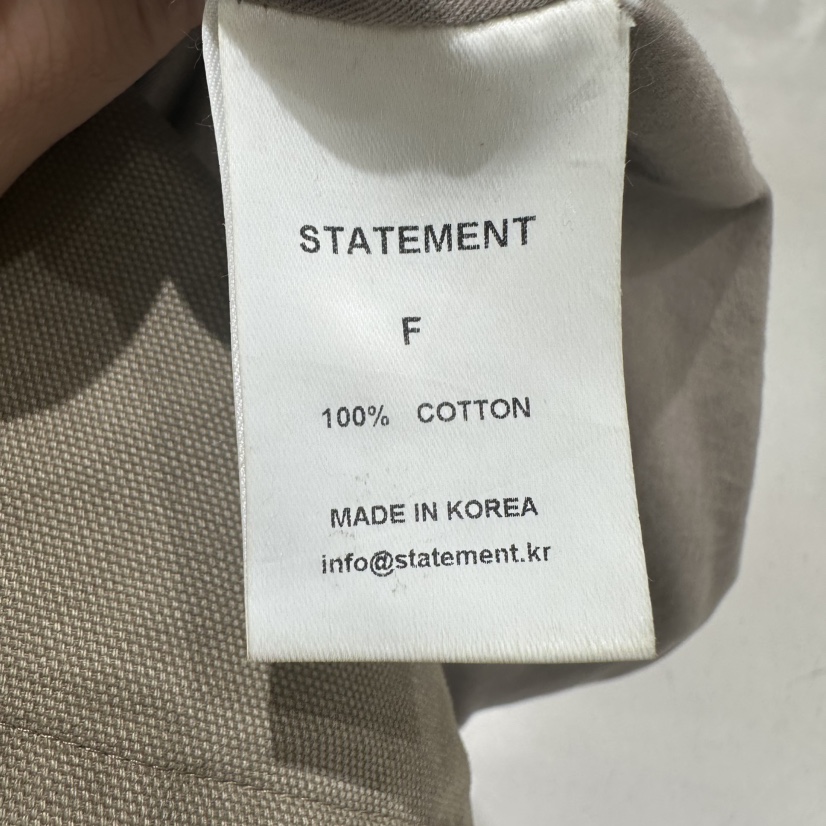 STATEMENT
F
100% COTTON
MADE IN KOREA
info@statement.kr